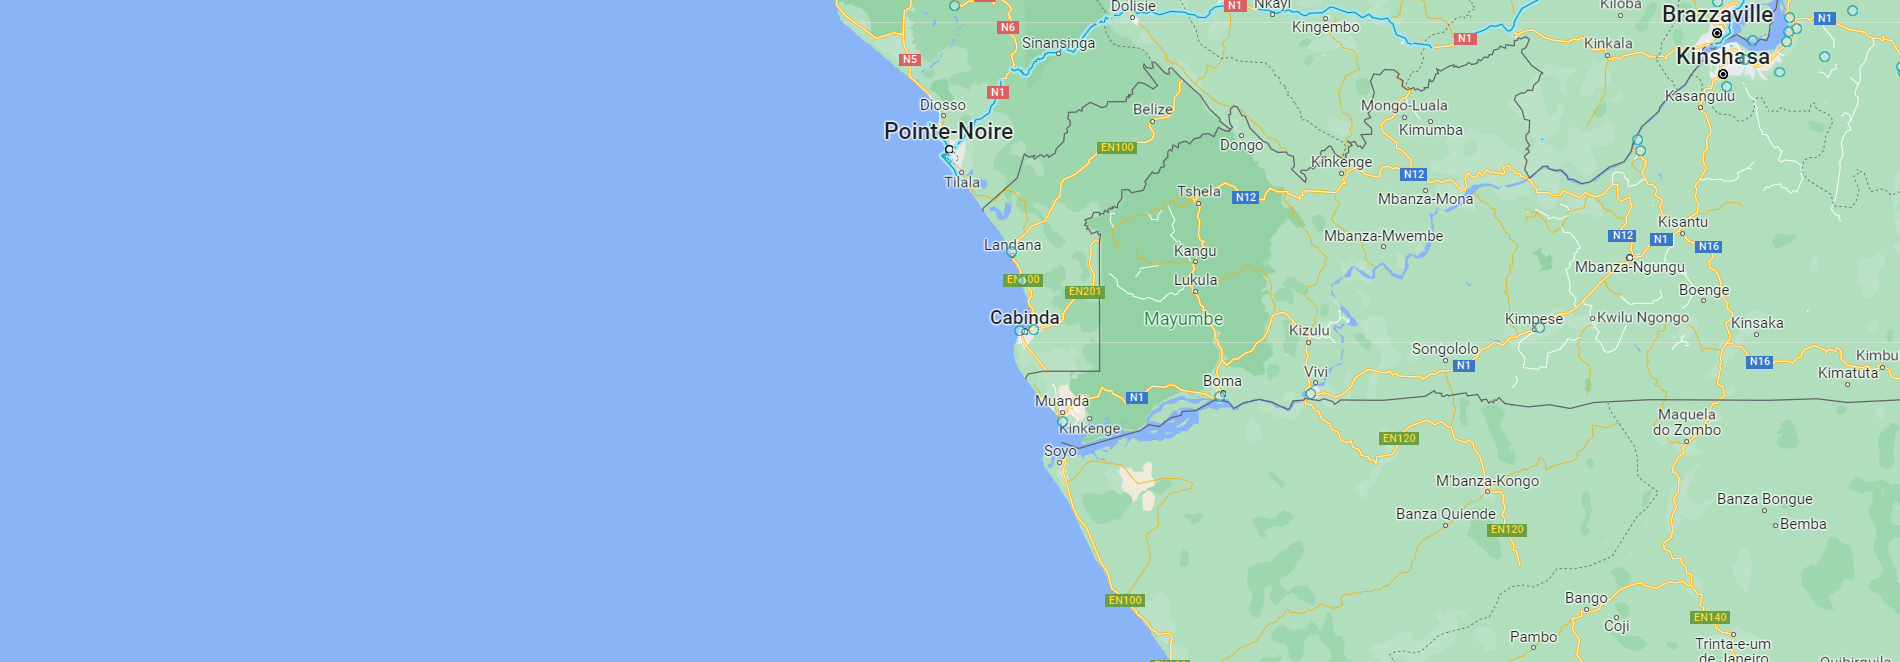 Dolisie
N1
Nkayi
Kiloba
Brazzaville
N1
N6
Kingembo
Sinansinga
N1
Kinkala
Kinshasa
N5
N1
Kasangulu
Diosso
Belize
Mongo-Luala
Pointe-Noire
Kimumba
EN100
Dongo
Kinkenge
Tilala
N12
Tshela
N12
Mbanza-Mona
Kisantu
Landana
Mbanza-Mwembe
N12
N1
N16
Kangu
Mbanza-Ngungu
EN100
Lukula
EN201
Boenge
Cabinda
Mayumbe
Kizulu
Kimpese
Kwilu Ngongo
Kinsaka
Songololo
Kimbu
N1
N16
Vivi
Kimatuta
Boma
Muanda
N1
Kinkenge
Maquela
do Zombo
EN120
Soyo
M'banza-Kongo
Banza Bongue
Banza Quiende
Bemba
EN120
EN100
Bango
Coji
EN140
Pambo
Trinta-e-um
de Janeiro